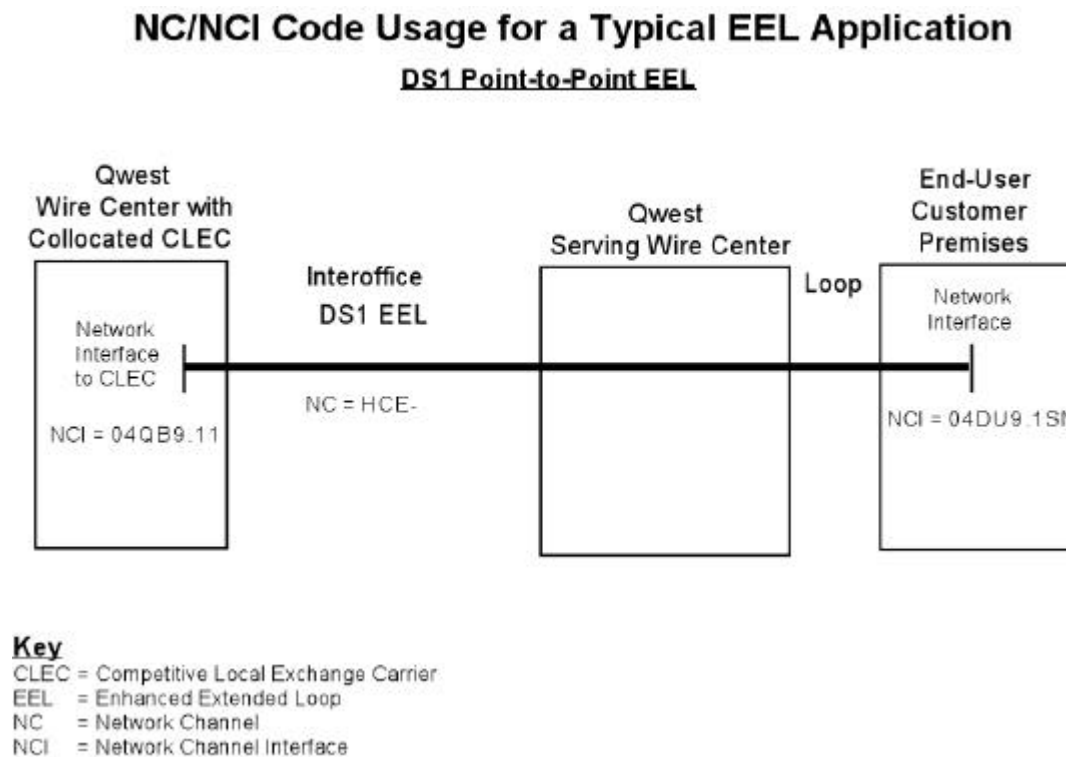 NC/NCI Code Usage for a Typical EEL Application
DS1 Point-to-Point EEL
Qwest
Wire Center with
Collocated CLEC
Network
Interface
to CLEC
NCI = 04QB9.11
Interoffice
DS1 EEL
NC = HCE-
Qwest
Serving Wire Center
Loop
End-User
Customer
Premises
Network
Interface
NCI = 04DU9.1S
Key
CLEC = Competitive Local Exchange Carrier
EEL = Enhanced Extended Loop
NC = Network Channel
NCI = Network Channel Interface